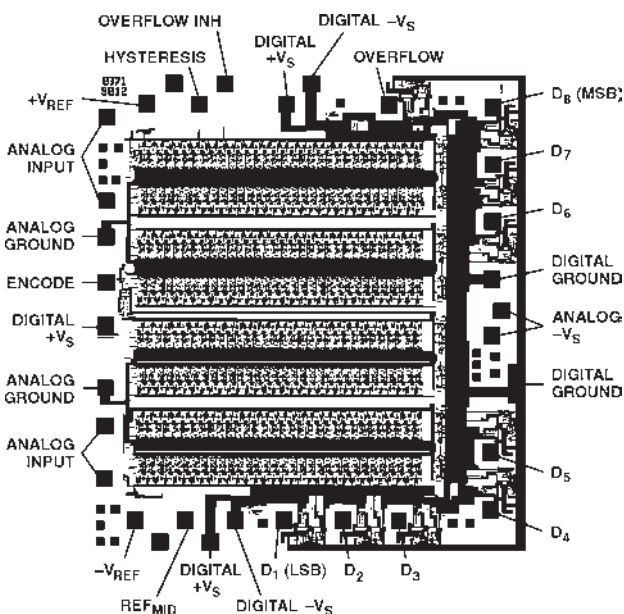 OVERFLOW INH
DIGITAL –VS
HYSTERESIS
DIGITAL
+VS
OVERFLOW
+VREF
D8 (MSB)
ANALOG
INPUT
D7
ANALOG
GROUND
D6
ENCODE
DIGITAL
GROUND
DIGITAL
+VS
ANALOG
–VS
ANALOG
GROUND
DIGITAL
GROUND
ANALOG
INPUT
D5
D4
–VREF
REFMID
DIGITAL
+VS
DIGITAL –VS
D1 (LSB)
D2
D3